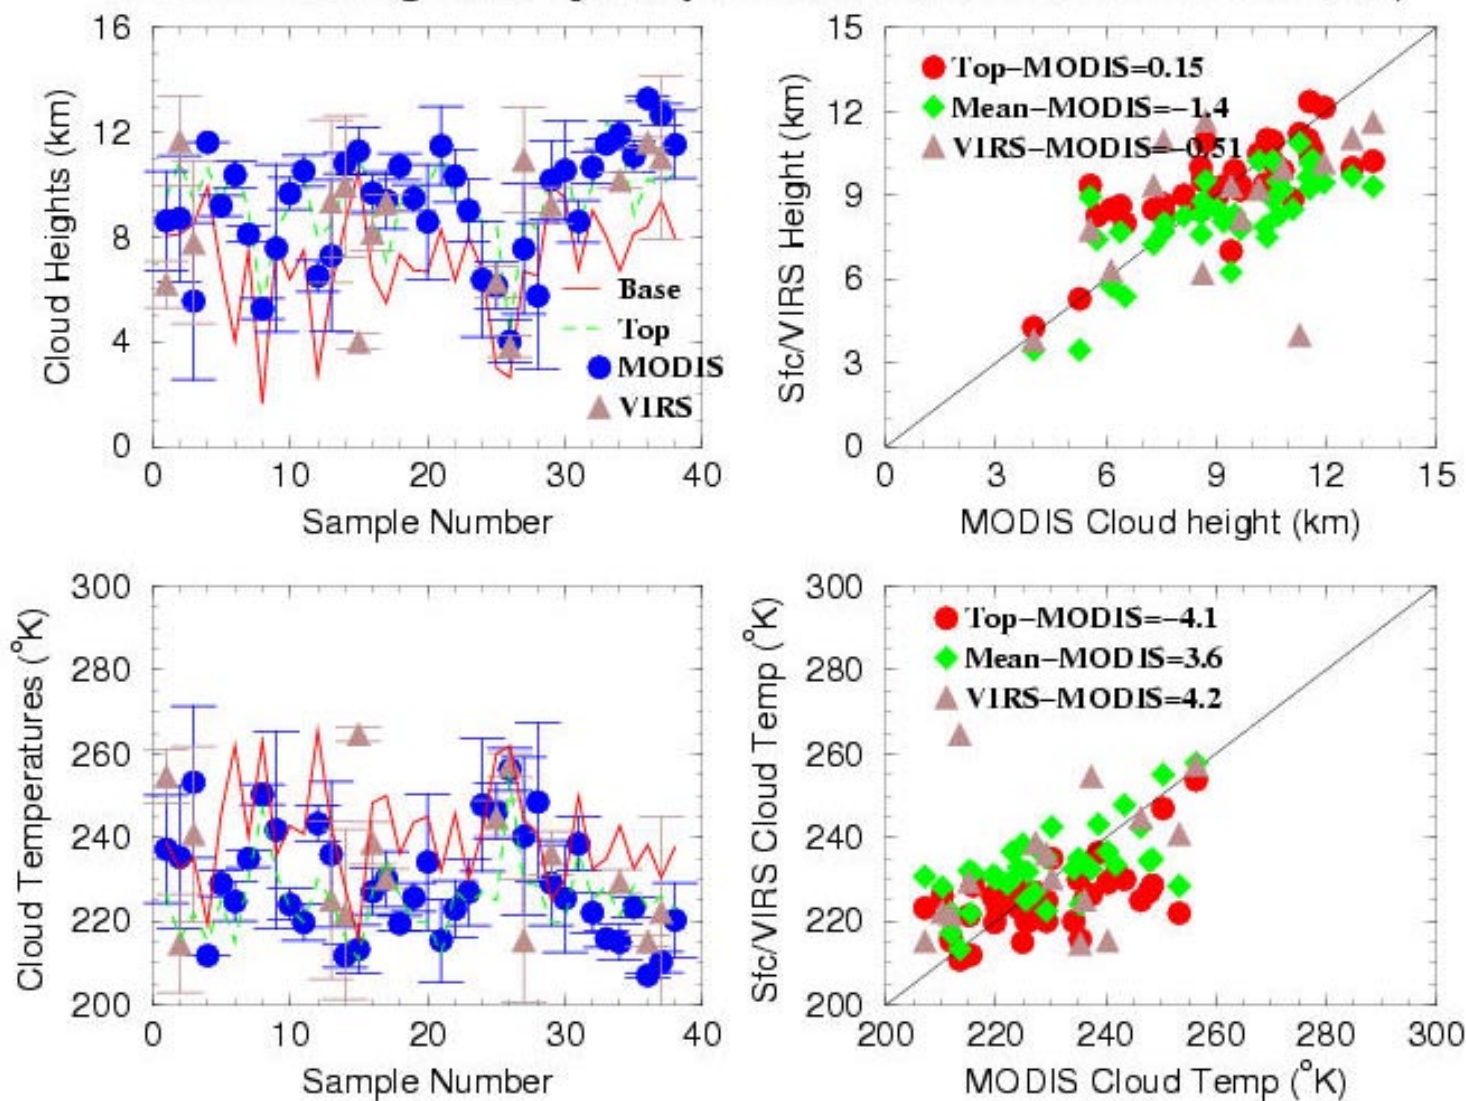 16
12
8
4
0
Cloud Heights (km)
Base
Top
MODIS
VIRS
0 10 20 30 40
Sample Number
15
12
9
6
3
0
Sfc/VIRS Height (km)
Top-MODIS=0.15
Mean-MODIS=-1.4
VIRS-MODIS=-0.51
0 3 6 9 12 15
MODIS Cloud height (km)
300
280
260
240
220
200
Cloud Temperatures (°K)
0 10 20 30 40
Sample Number
300
280
260
240
220
200
Sfc/VIRS Cloud Temp (°K)
Top-MODIS=-4.1
Mean-MODIS=3.6
VIRS-MODIS=4.2
200 220 240 260 280 300
MODIS Cloud Temp (°K)